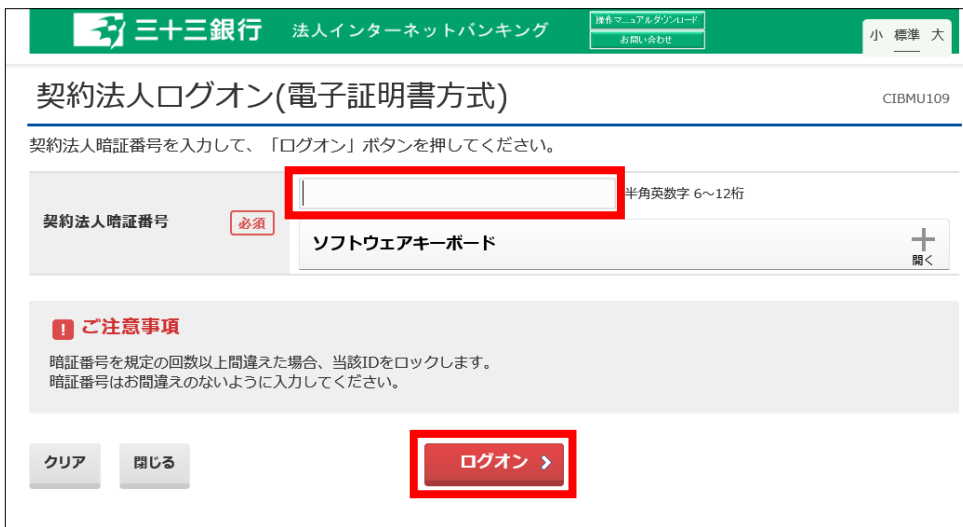 三十三銀行 法人インターネットバンキング
操作マニュアルダウンロード
お問い合わせ
小 標準 大
契約法人ログオン(電子証明書方式)
CIBMU109
契約法人暗証番号を入力して、「ログオン」ボタンを押してください。
契約法人暗証番号 必須
半角英数字 6～12桁
ソフトウェアキーボード
開く
! ご注意事項
暗証番号を規定の回数以上間違えた場合、当該IDをロックします。
暗証番号はお間違えのないように入力してください。
クリア 閉じる ログオン